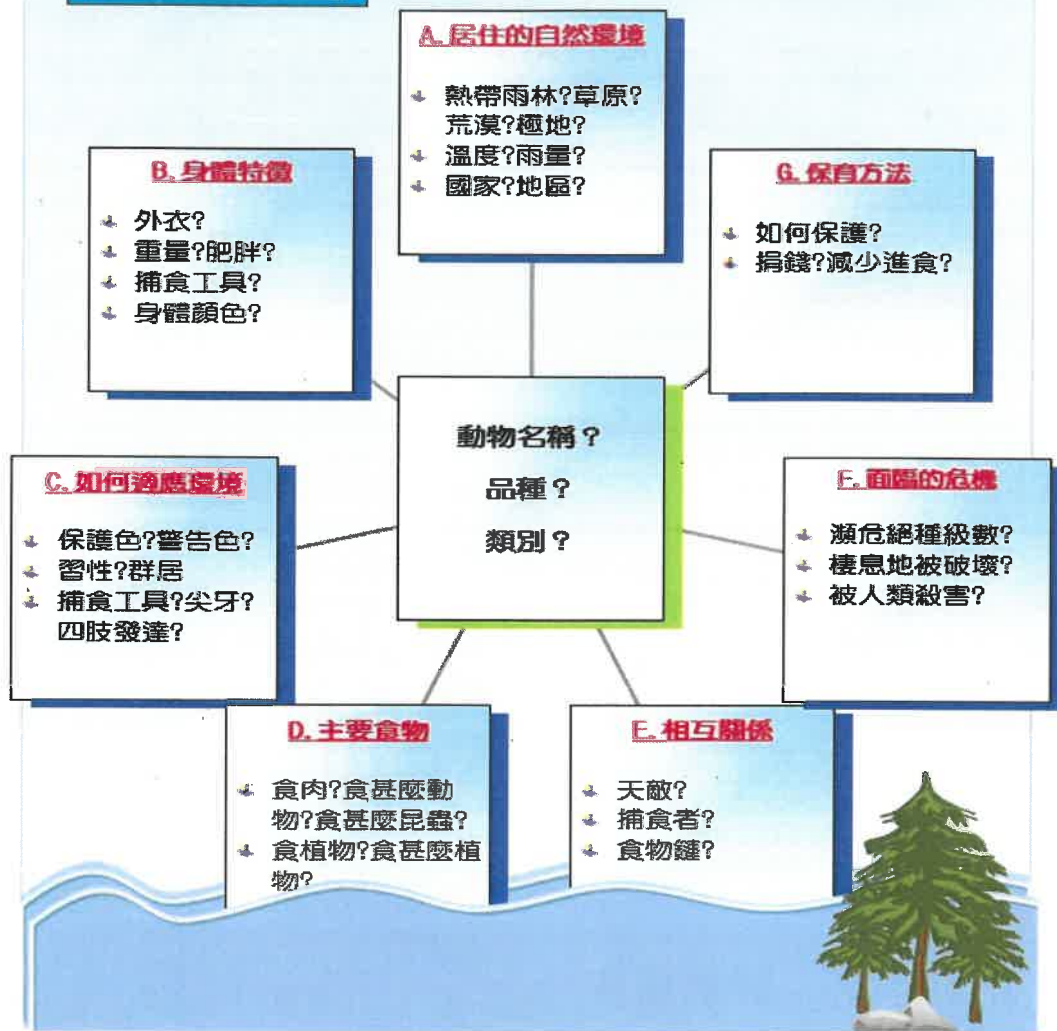 A. 居住的自然環境
熱帶雨林?草原?
荒漠?極地?
溫度?雨量?
國家?地區?
B. 身體特徵
外衣?
重量?肥胖?
捕食工具?
身體顏色?
G. 保育方法
如何保護?
捐錢?減少進食?
動物名稱？
品種？
類別？
C. 如何適應環境
保護色?警告色?
習性?群居
捕食工具?尖牙?
四肢發達?
F. 面臨的危機
瀕危絕種級數?
棲息地被破壞?
被人類殺害?
D. 主要食物
食肉?食甚麼動
物?食甚麼昆蟲?
食植物?食甚麼植
物?
E. 相互關係
天敵?
捕食者?
食物鏈?